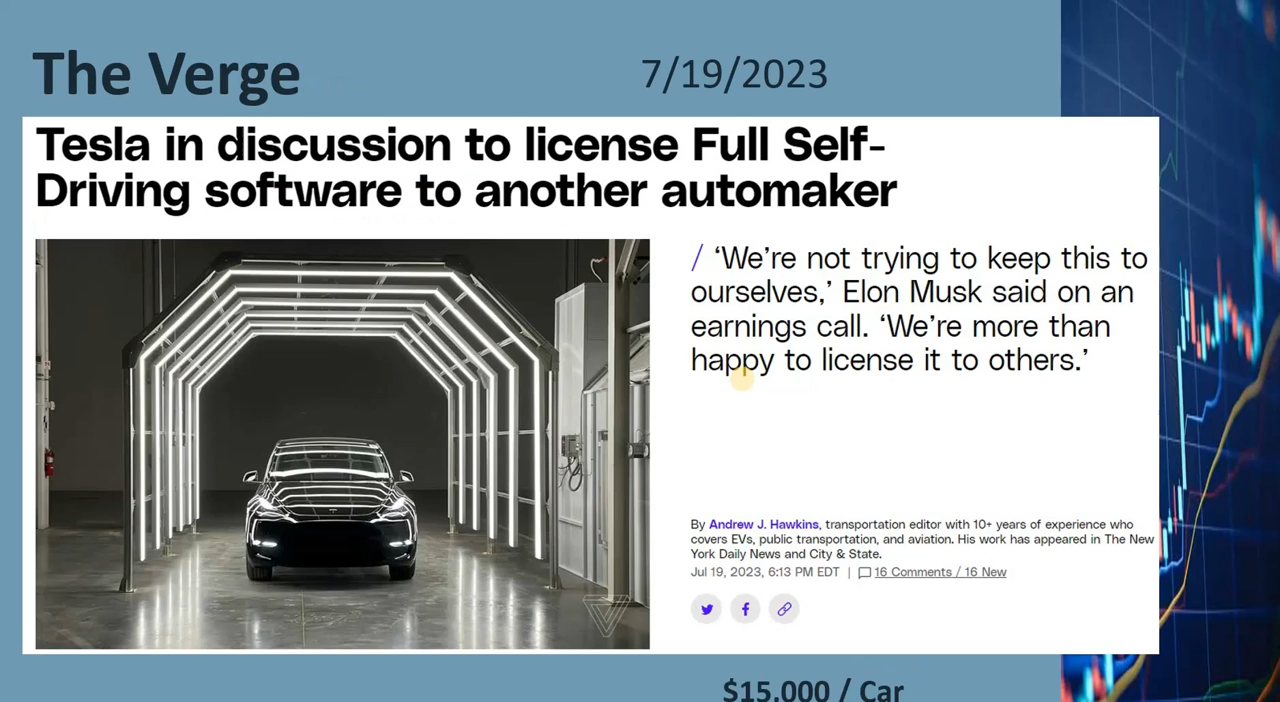 The Verge
7/19/2023
Tesla in discussion to license Full Self-
Driving software to another automaker
/ ‘We’re not trying to keep this to
ourselves,’ Elon Musk said on an
earnings call. ‘We’re more than
happy to license it to others.’
By Andrew J. Hawkins, transportation editor with 10+ years of experience who
covers EVs, public transportation, and aviation. His work has appeared in The New
York Daily News and City & State.
Jul 19, 2023, 6:13 PM EDT | 16 Comments / 16 New
$15,000 / Car